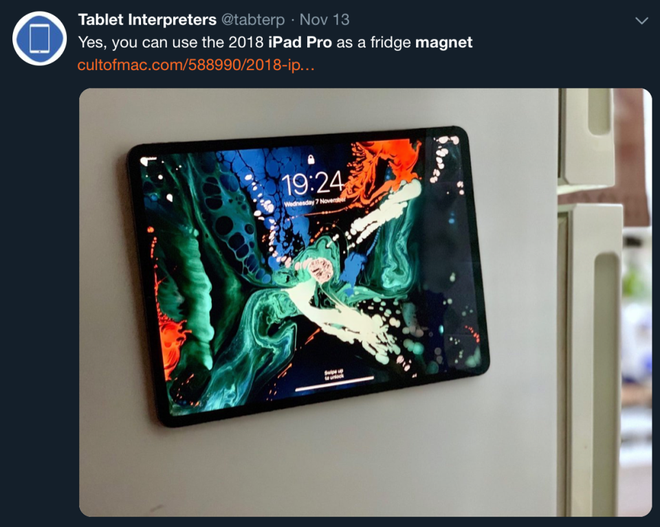 Tablet Interpreters @tabterp · Nov 13
Yes, you can use the 2018 iPad Pro as a fridge magnet
cultofmac.com/588990/2018-ip…
19:24
Wednesday 7 November
Swipe up
to unlock